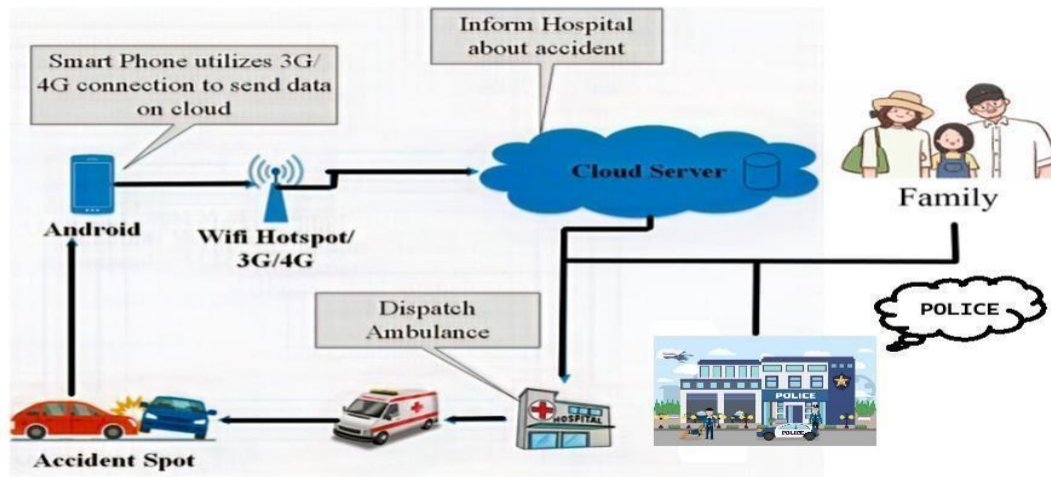 Inform Hospital
about accident
Smart Phone utilizes 3G/
4G connection to send data
on cloud
Cloud Server
Family
Android
Wifi Hotspot/
3G/4G
POLICE
Dispatch
Ambulance
POLICE
HOSPITAL
POLICE
Accident Spot